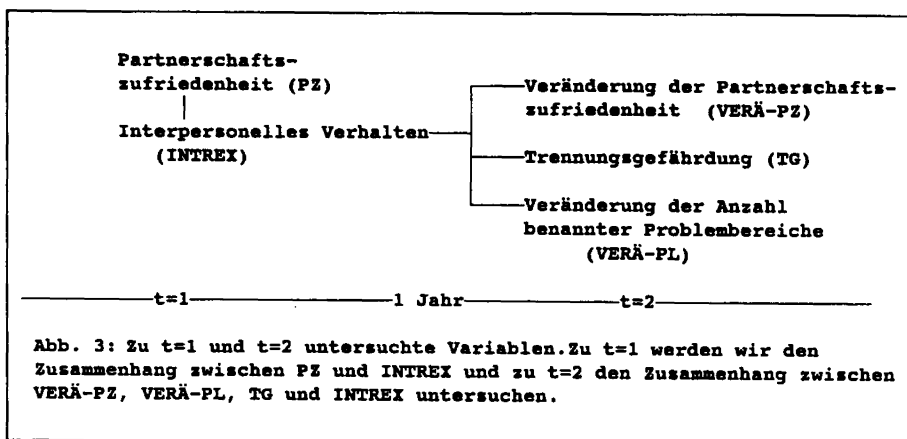 Partnerschafts-
zufriedenheit (PZ)
Interpersonelles Verhalten
(INTREX)
Veränderung der Partnerschafts-
zufriedenheit (VERÄ-PZ)
Trennungsgefährdung (TG)
Veränderung der Anzahl
benannter Problembereiche
(VERÄ-PL)
t=1 1 Jahr t=2
Abb. 3: Zu t=1 und t=2 untersuchte Variablen.Zu t=1 werden wir den
Zusammenhang zwischen PZ und INTREX und zu t=2 den Zusammenhang zwischen
VERÄ-PZ, VERÄ-PL, TG und INTREX untersuchen.